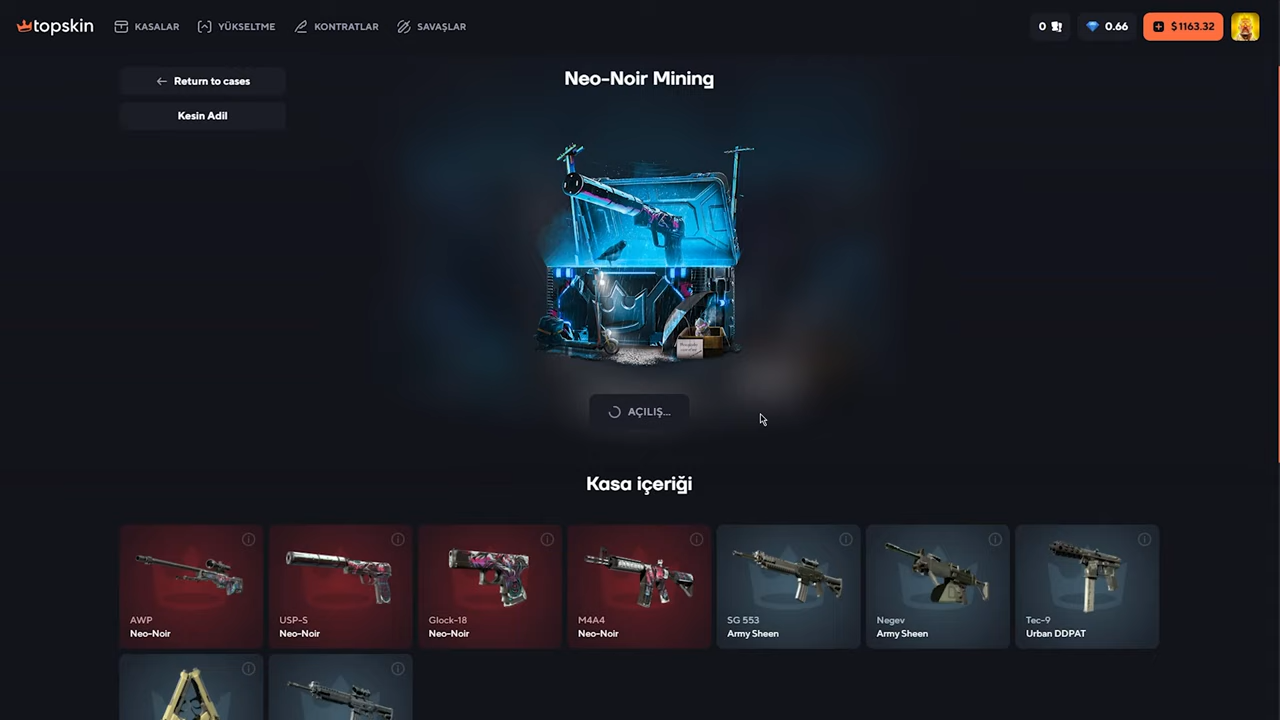 topskin
KASALAR
YÜKSELTME
KONTRATLAR
SAVAŞLAR
0
0.66
$1163.32
Return to cases
Kesin Adil
Neo-Noir Mining
AÇILIŞ...
Kasa içeriği
AWP
Neo-Noir
USP-S
Neo-Noir
Glock-18
Neo-Noir
M4A4
Neo-Noir
SG 553
Army Sheen
Negev
Army Sheen
Tec-9
Urban DDPAT